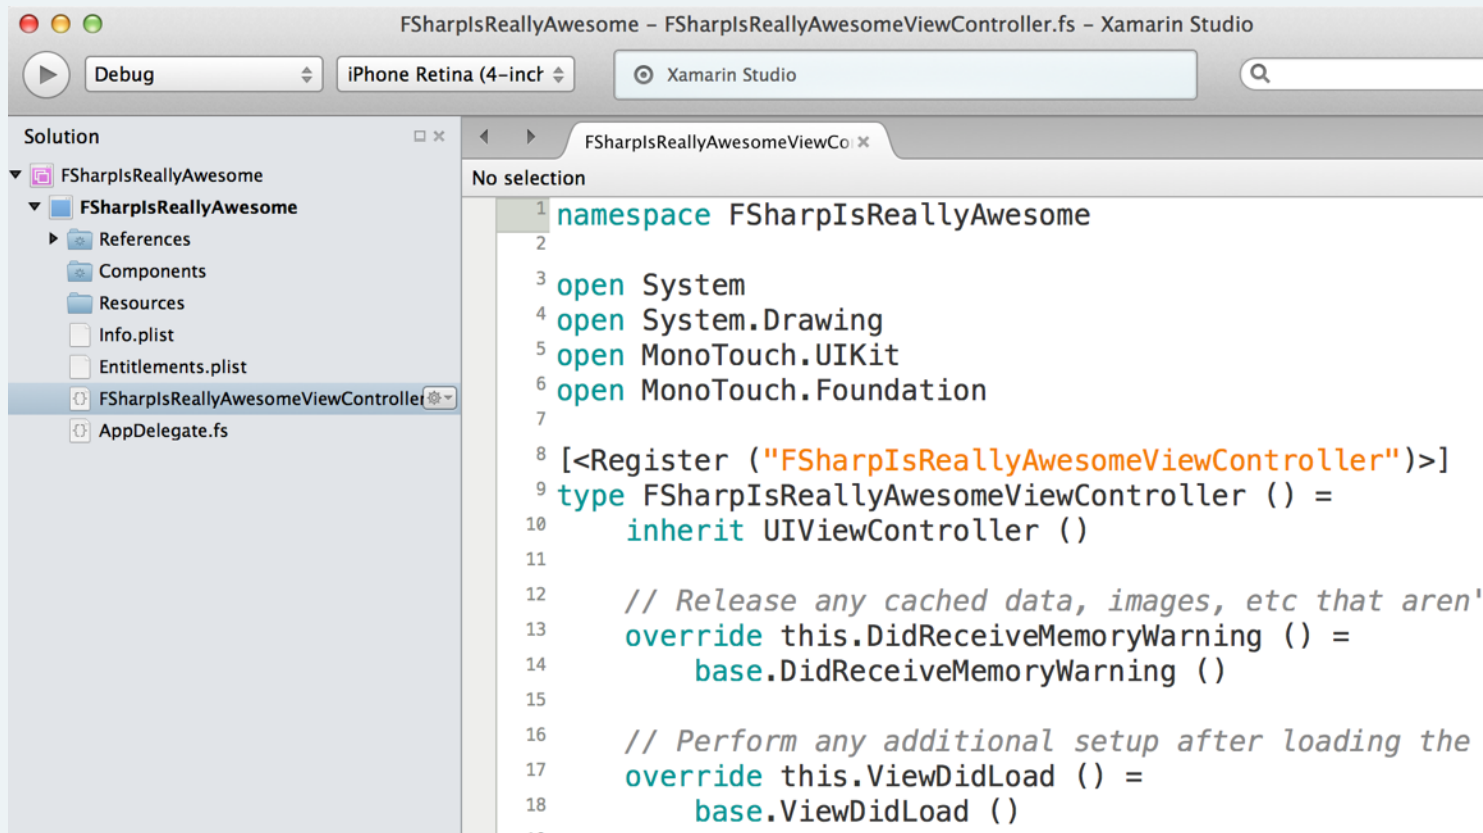 FSharpIsReallyAwesome – FSharpIsReallyAwesomeViewController.fs – Xamarin Studio
Debug
iPhone Retina (4-inch
Xamarin Studio
Solution
FSharpIsReallyAwesome
FSharpIsReallyAwesome
References
Components
Resources
Info.plist
Entitlements.plist
FSharpIsReallyAwesomeViewController
AppDelegate.fs
FSharpIsReallyAwesomeViewCo
No selection
1 namespace FSharpIsReallyAwesome
2
3 open System
4 open System.Drawing
5 open MonoTouch.UIKit
6 open MonoTouch.Foundation
7
8 [<Register ("FSharpIsReallyAwesomeViewController")>]
9 type FSharpIsReallyAwesomeViewController () =
10 inherit UIViewController ()
11
12 // Release any cached data, images, etc that aren'
13 override this.DidReceiveMemoryWarning () =
14 base.DidReceiveMemoryWarning ()
15
16 // Perform any additional setup after loading the
17 override this.ViewDidLoad () =
18 base.ViewDidLoad ()